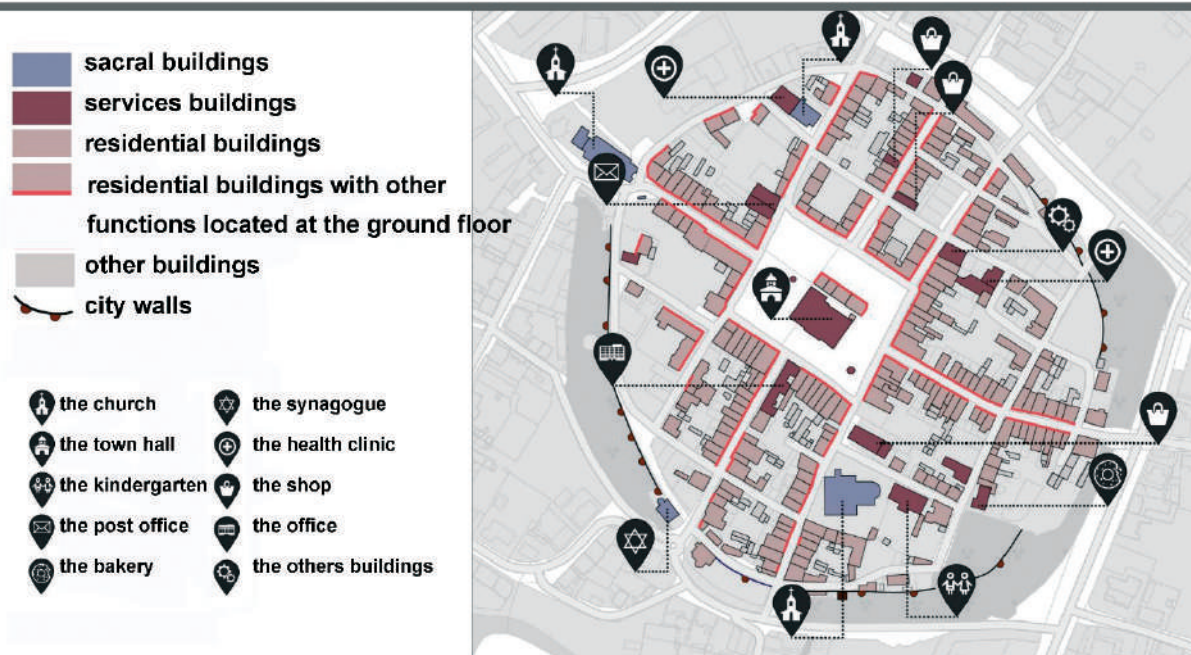 sacral buildings
services buildings
residential buildings
residential buildings with other
functions located at the ground floor
other buildings
city walls
the church
the synagogue
the town hall
the health clinic
the kindergarten
the shop
the post office
the office
the bakery
the others buildings